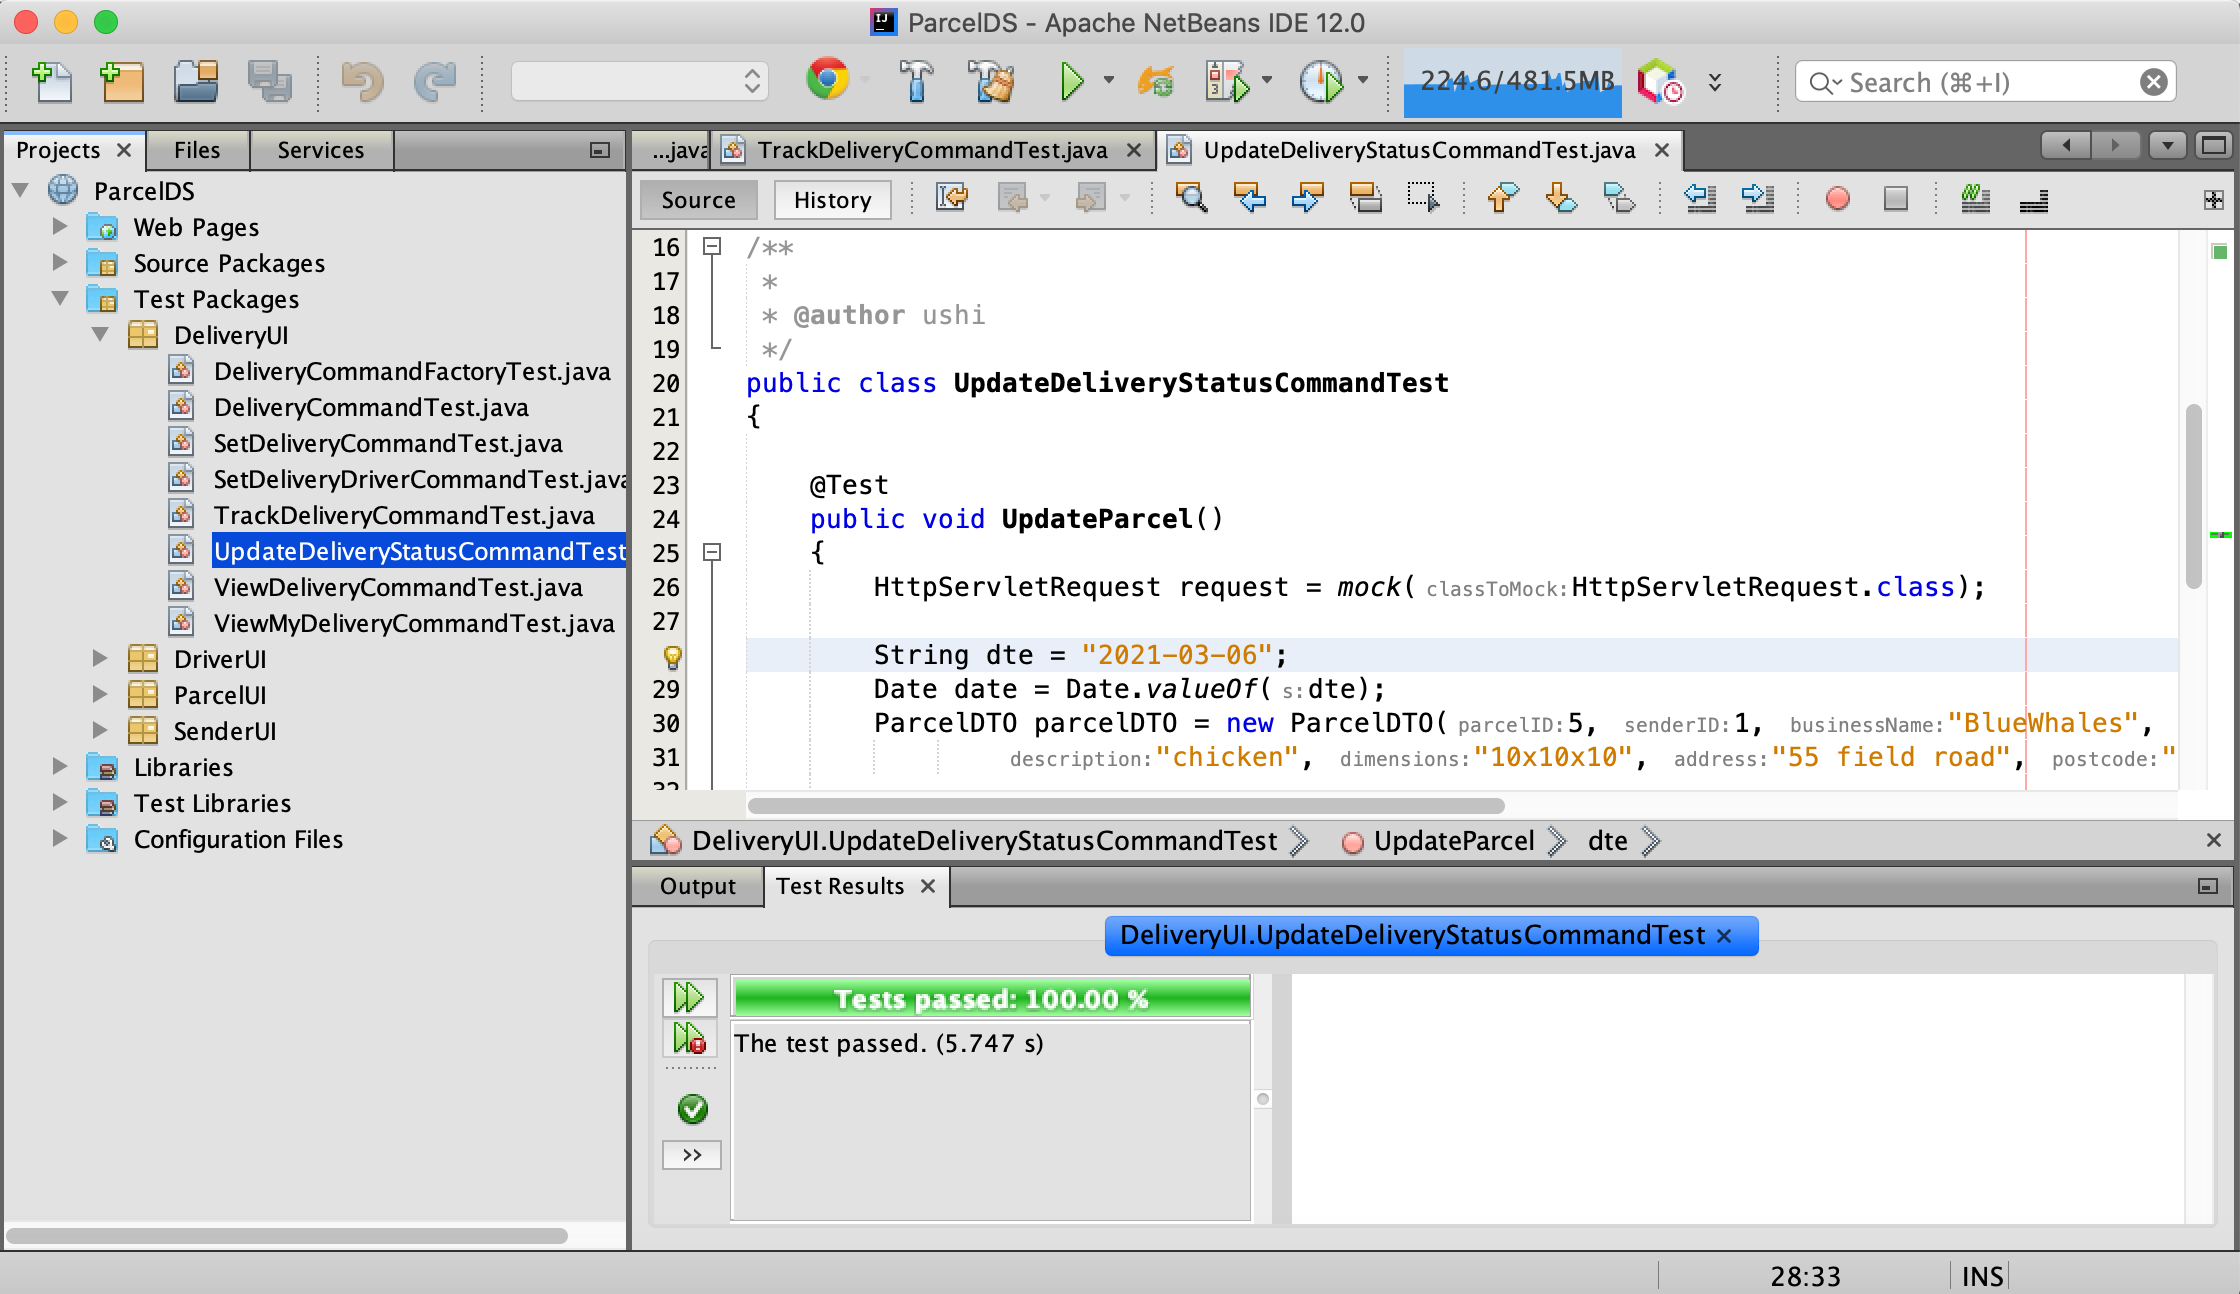 ParcelDS - Apache NetBeans IDE 12.0
224.6/481.5MB
Search (⌘+I)
Projects
Files
Services
...java
TrackDeliveryCommandTest.java
UpdateDeliveryStatusCommandTest.java
Source
History
ParcelDS
Web Pages
Source Packages
Test Packages
DeliveryUI
DeliveryCommandFactoryTest.java
DeliveryCommandTest.java
SetDeliveryCommandTest.java
SetDeliveryDriverCommandTest.java
TrackDeliveryCommandTest.java
UpdateDeliveryStatusCommandTest
ViewDeliveryCommandTest.java
ViewMyDeliveryCommandTest.java
DriverUI
ParcelUI
SenderUI
Libraries
Test Libraries
Configuration Files
16 /**
17 *
18 * @author ushi
19 */
20 public class UpdateDeliveryStatusCommandTest
21 {
22
23 @Test
24 public void UpdateParcel()
25 {
26 HttpServletRequest request = mock( classToMock: HttpServletRequest.class);
27
String dte = "2021-03-06";
29 Date date = Date.valueOf( s: dte);
30 ParcelDTO parcelDTO = new ParcelDTO( parcelID: 5, senderID: 1, businessName: "BlueWhales",
31 description: "chicken", dimensions: "10x10x10", address: "55 field road", postcode: "
32
DeliveryUI.UpdateDeliveryStatusCommandTest
UpdateParcel
dte
Output
Test Results
DeliveryUI.UpdateDeliveryStatusCommandTest
Tests passed: 100.00 %
The test passed. (5.747 s)
>>
28:33
INS